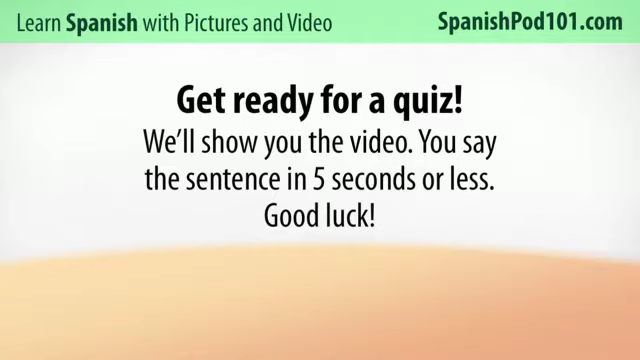 Learn Spanish with Pictures and Video
SpanishPod101.com
Get ready for a quiz!
We'll show you the video. You say
the sentence in 5 seconds or less.
Good luck!